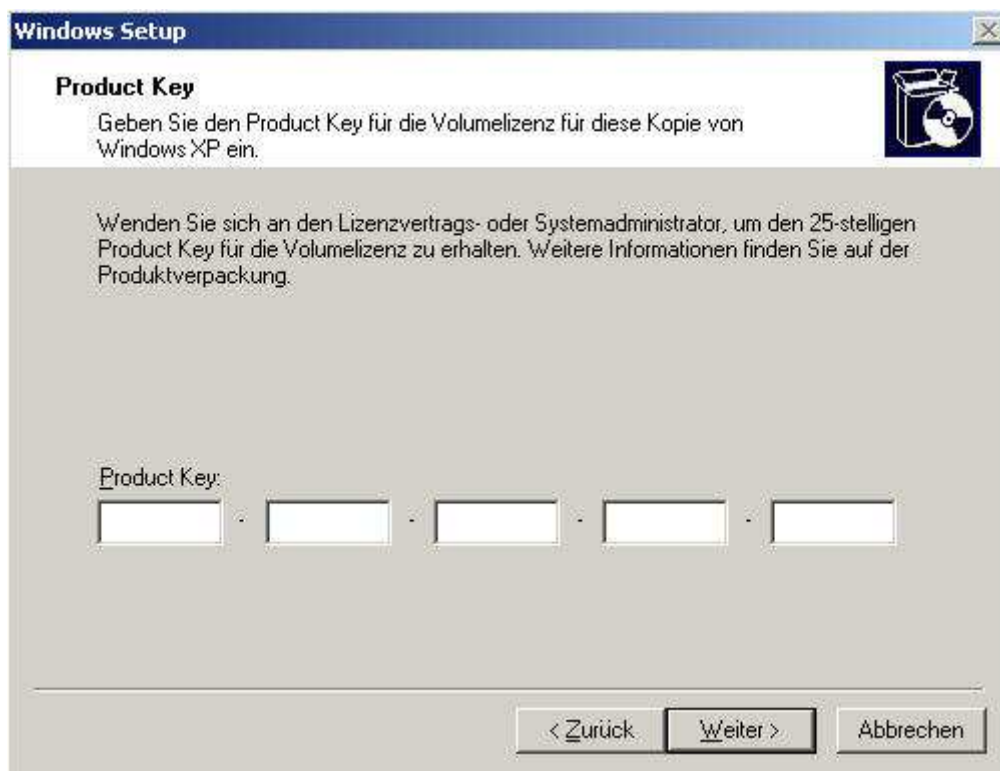 Windows Setup
Product Key
Geben Sie den Product Key für die Volumelizenz für diese Kopie von
Windows XP ein.
Wenden Sie sich an den Lizenzvertrags- oder Systemadministrator, um den 25-stelligen
Product Key für die Volumelizenz zu erhalten. Weitere Informationen finden Sie auf der
Produktverpackung.
Product Key:
- - - -
< Zurück Weiter > Abbrechen